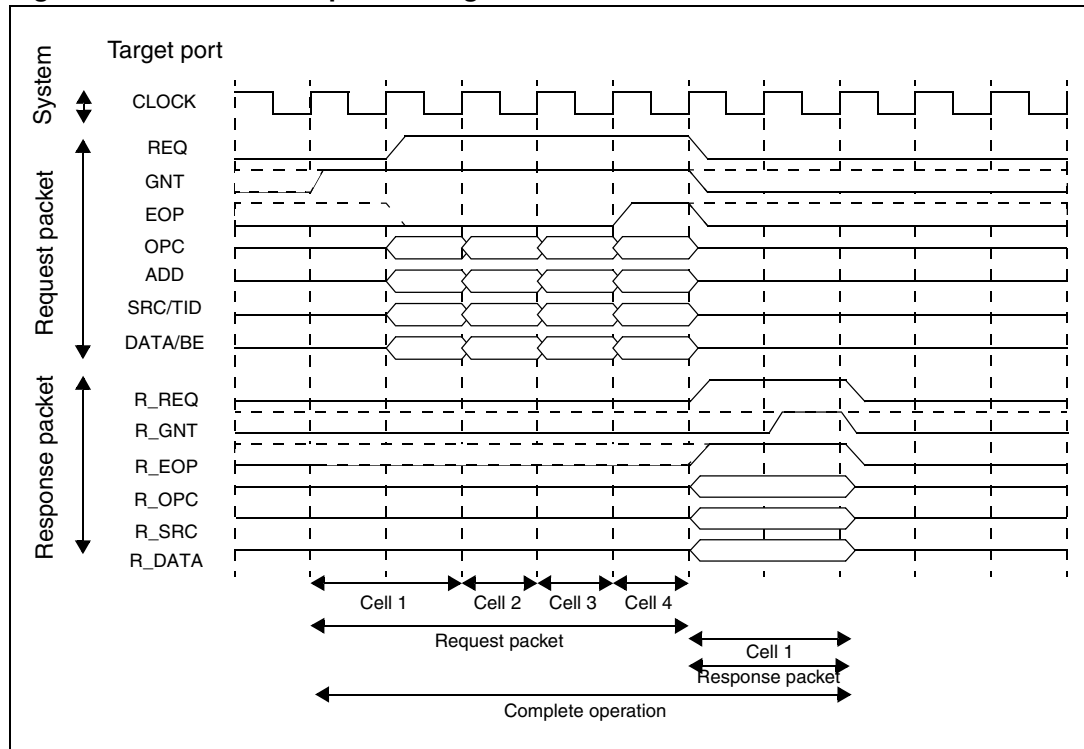 Target port
System
CLOCK
Request packet
REQ
GNT
EOP
OPC
ADD
SRC/TID
DATA/BE
Response packet
R_REQ
R_GNT
R_EOP
R_OPC
R_SRC
R_DATA
Cell 1 Cell 2 Cell 3 Cell 4
Request packet
Cell 1
Response packet
Complete operation